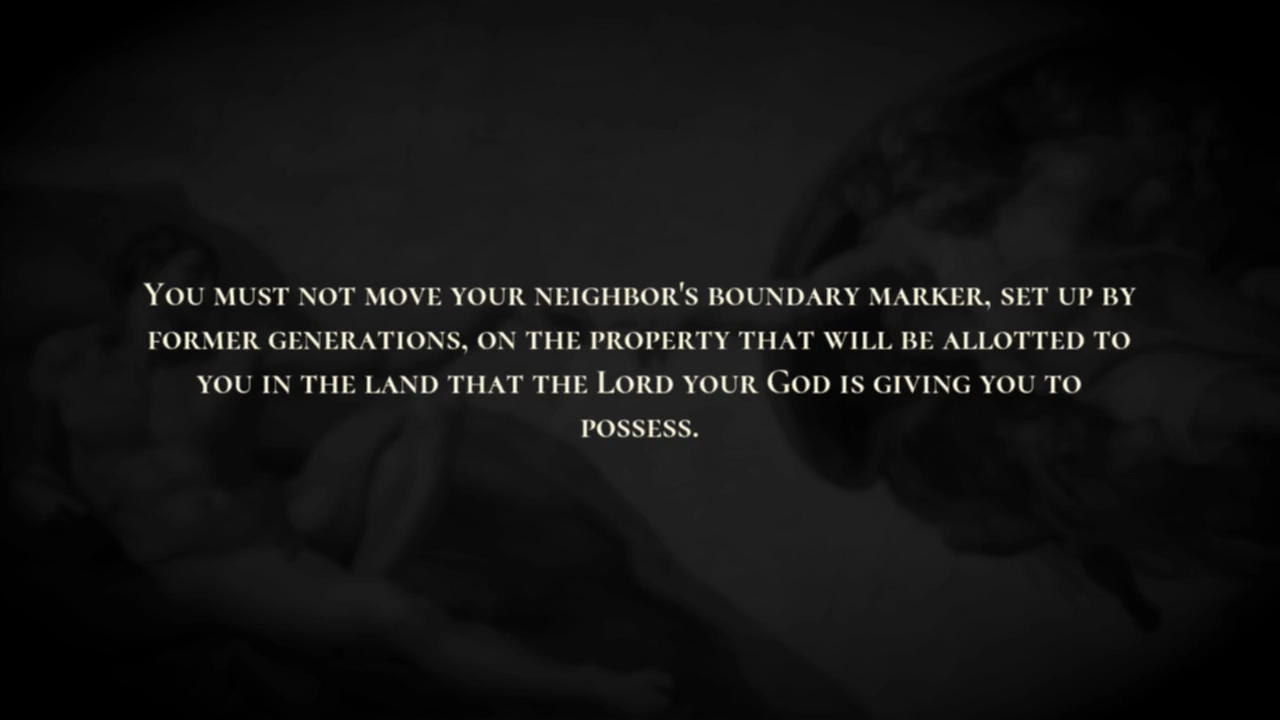 You must not move your neighbor's boundary marker, set up by
former generations, on the property that will be allotted to
you in the land that the Lord your God is giving you to
possess.